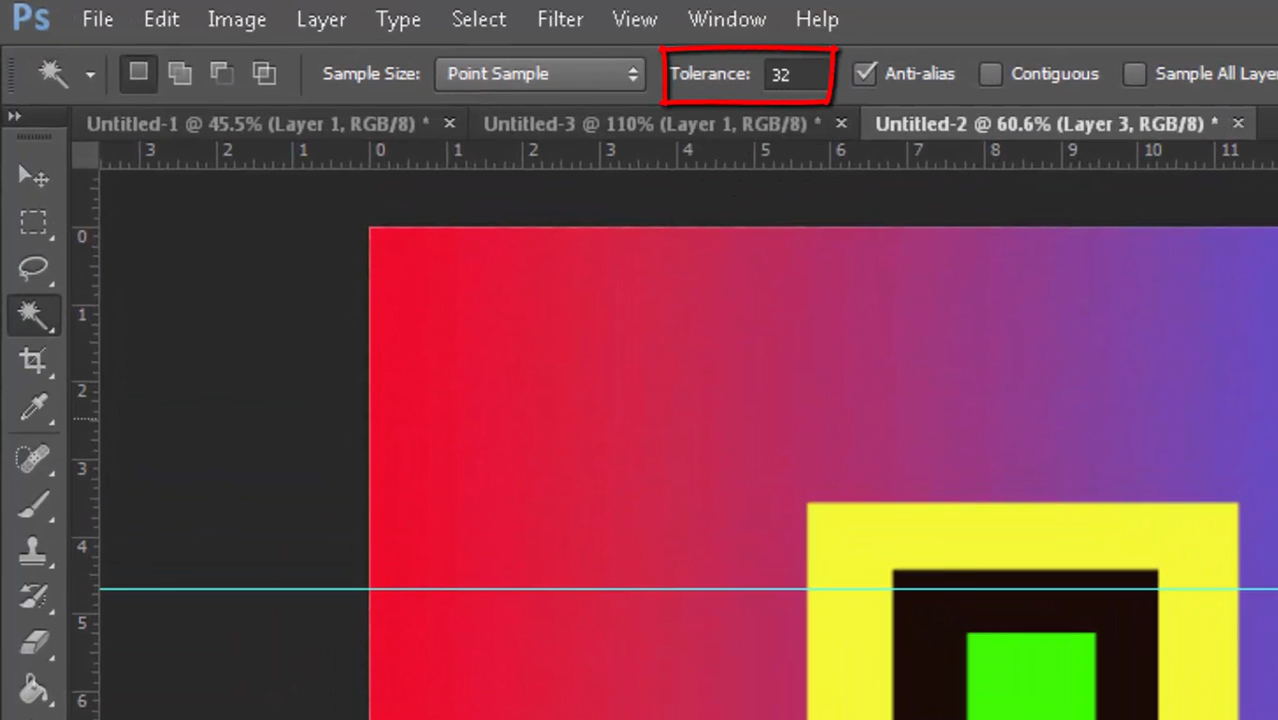 Ps File Edit Image Layer Type Select Filter View Window Help
Sample Size: Point Sample Tolerance: 32 Anti-alias Contiguous
Sample All
Untitled-1 @ 45.5% (Layer 1, RGB/8) * × Untitled-3 @ 110% (Layer 1, RGB/8) * × Untitled-2 @ 60.6% (Layer 3, RGB/8) * ×
3 2 1 0 1 2 3 4 5 6 7 8 9 10 11
0
1
2
3
4
5
6